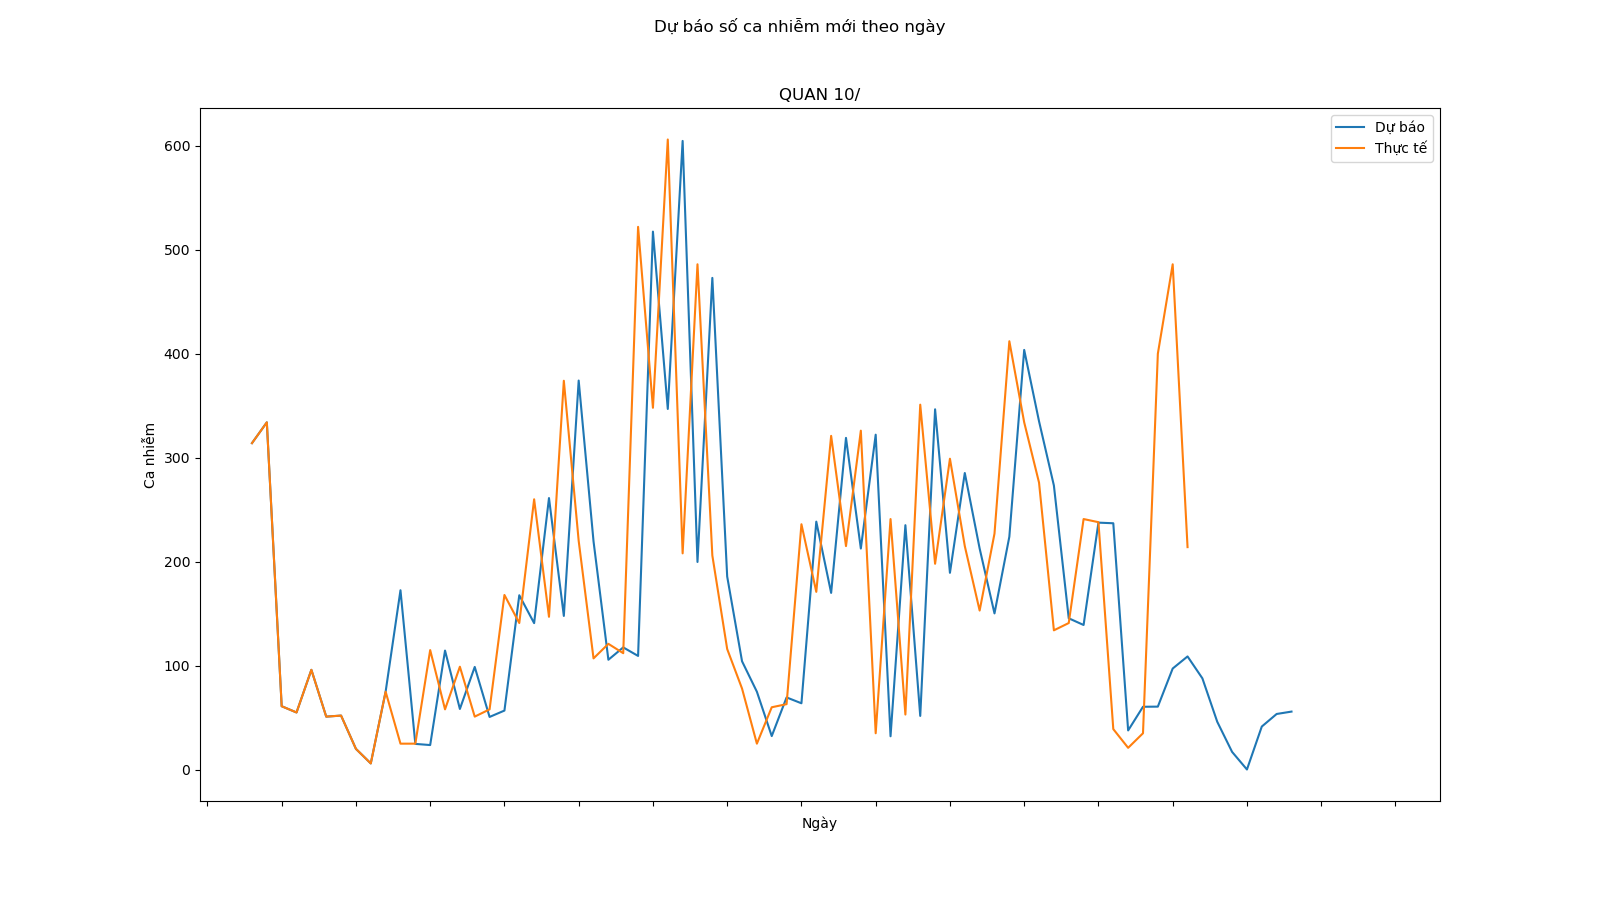 Dự báo số ca nhiễm mới theo ngày
QUAN 10/
Dự báo
Thực tế
600
500
400
300
200
100
0
Ca nhiễm
Ngày